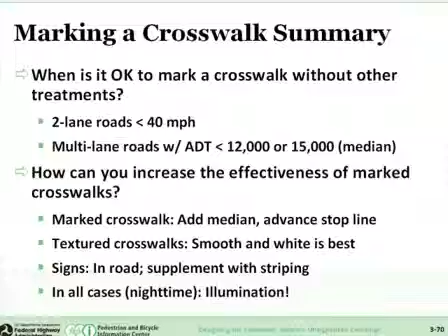 Marking a Crosswalk Summary
When is it OK to mark a crosswalk without other
treatments?
2-lane roads < 40 mph
Multi-lane roads w/ ADT < 12,000 or 15,000 (median)
How can you increase the effectiveness of marked
crosswalks?
Marked crosswalk: Add median, advance stop line
Textured crosswalks: Smooth and white is best
Signs: In road; supplement with striping
In all cases (nighttime): Illumination!
Federal Highway
Administration
Pedestrian and Bicycle
Information Center
3-70